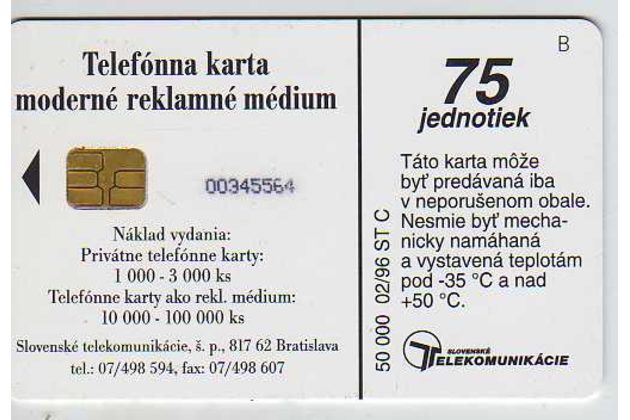 Telefónna karta
moderné reklamné médium
00345564
Náklad vydania:
Privátne telefónne karty:
1 000 - 3 000 ks
Telefónne karty ako rekl. médium:
10 000 - 100 000 ks
Slovenské telekomunikácie, š. p., 817 62 Bratislava
tel.: 07/498 594, fax: 07/498 607
B
75
jednotiek
Táto karta môže
byť predávaná iba
v neporušenom obale.
Nesmie byť mecha-
nicky namáhaná
a vystavená teplotám
pod -35 °C a nad
+50 °C.
50 000 02/96 ST C
SLOVENSKÉ
TELEKOMUNIKÁCIE